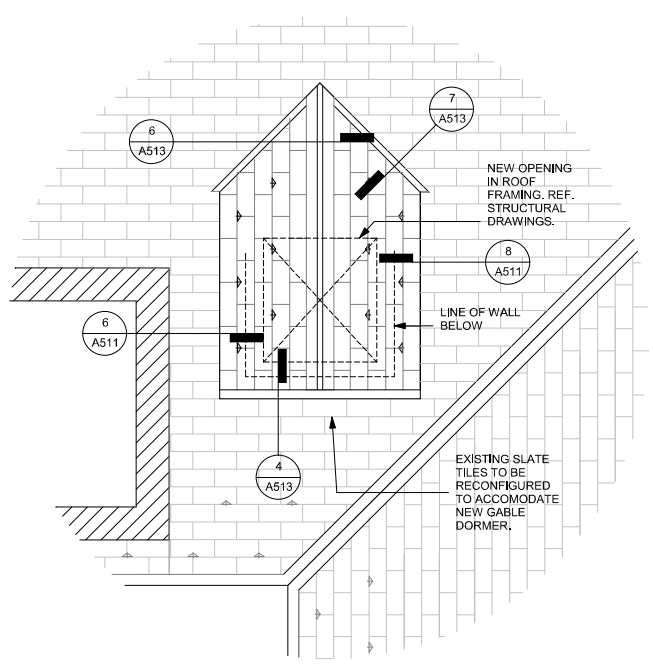 7
A513
6
A513
NEW OPENING
IN ROOF
FRAMING. REF.
STRUCTURAL
DRAWINGS.
8
A511
LINE OF WALL
BELOW
6
A511
4
A513
EXISTING SLATE
TILES TO BE
RECONFIGURED
TO ACCOMODATE
NEW GABLE
DORMER.